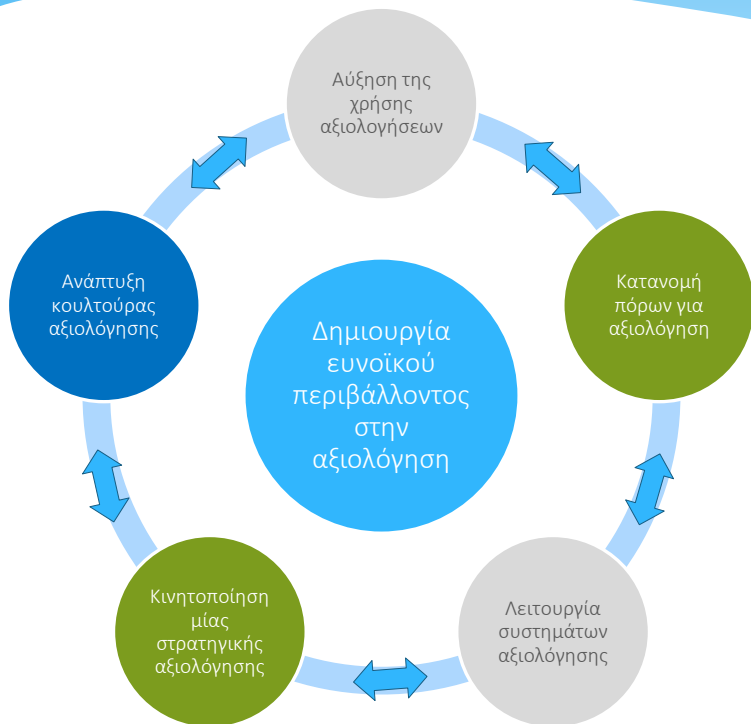 Αύξηση της
χρήσης
αξιολογήσεων
Ανάπτυξη
κουλτούρας
αξιολόγησης
Κατανομή
πόρων για
αξιολόγηση
Δημιουργία
ευνοϊκού
περιβάλλοντος
στην
αξιολόγηση
Κινητοποίηση
μίας
στρατηγικής
αξιολόγησης
Λειτουργία
συστημάτων
αξιολόγησης